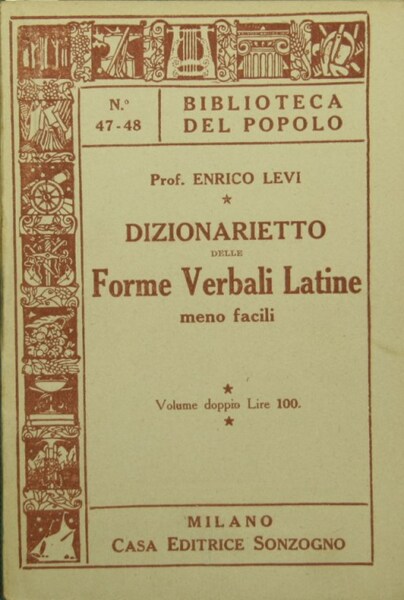 N.°
47-48
BIBLIOTECA
DEL POPOLO
Prof. ENRICO LEVI
DIZIONARIETTO
DELLE
Forme Verbali Latine
meno facili
Volume doppio Lire 100.
MILANO
CASA EDITRICE SONZOGNO